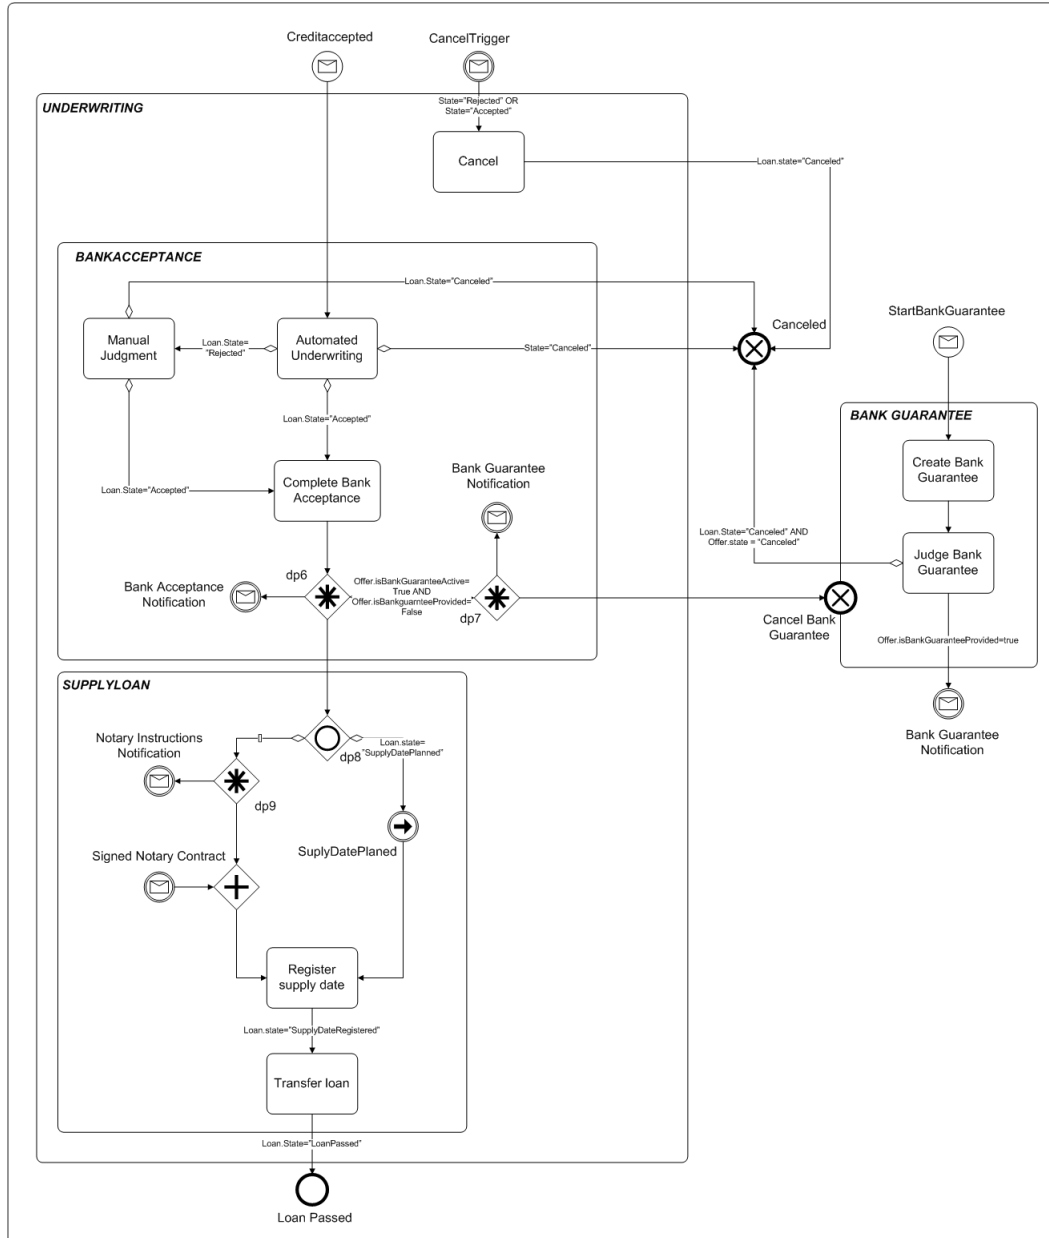 Creditaccepted
CancelTrigger
UNDERWRITING
State="Rejected" OR
State="Accepted"
Cancel
Loan.state="Canceled"
BANKACCEPTANCE
Loan.State="Canceled"
Manual
Judgment
Loan.State=
"Rejected"
Automated
Underwriting
State="Canceled"
Canceled
StartBankGuarantee
Loan.State="Accepted"
BANK GUARANTEE
Create Bank
Guarantee
Complete Bank
Acceptance
Loan.State="Accepted"
Bank Guarantee
Notification
Loan.State="Canceled" AND
Offer.state = "Canceled"
Judge Bank
Guarantee
dp6
Bank Acceptance
Notification
Offer.isBankGuaranteeActive=
True AND
Offer.isBankguarnteeProvided=
False
dp7
Cancel Bank
Guarantee
Offer.isBankGuaranteeProvided=true
SUPPLYLOAN
Notary Instructions
Notification
dp8
Loan.state=
"SupplyDatePlanned"
Bank Guarantee
Notification
dp9
SuplyDatePlaned
Signed Notary Contract
Register
supply date
Loan.state="SupplyDateRegistered"
Transfer loan
Loan.State="LoanPassed"
Loan Passed